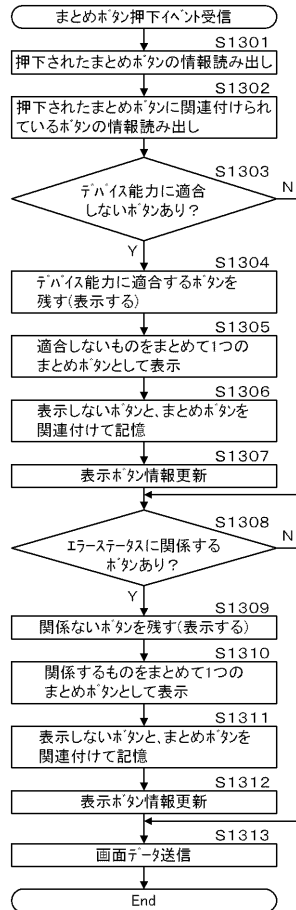 まとめボタン押下イベント受信
S1301
押下されたまとめボタンの情報読み出し
S1302
押下されたまとめボタンに関連付けられ
ているボタンの情報読み出し
S1303
デバイス能力に適合
しないボタンあり?
N
Y
S1304
デバイス能力に適合するボタンを
残す(表示する)
S1305
適合しないものをまとめて1つの
まとめボタンとして表示
S1306
表示しないボタンと、まとめボタンを
関連付けて記憶
S1307
表示ボタン情報更新
S1308
エラーステータスに関係する
ボタンあり?
N
Y
S1309
関係ないボタンを残す(表示する)
S1310
関係するものをまとめて1つの
まとめボタンとして表示
S1311
表示しないボタンと、まとめボタンを
関連付けて記憶
S1312
表示ボタン情報更新
S1313
画面データ送信
End